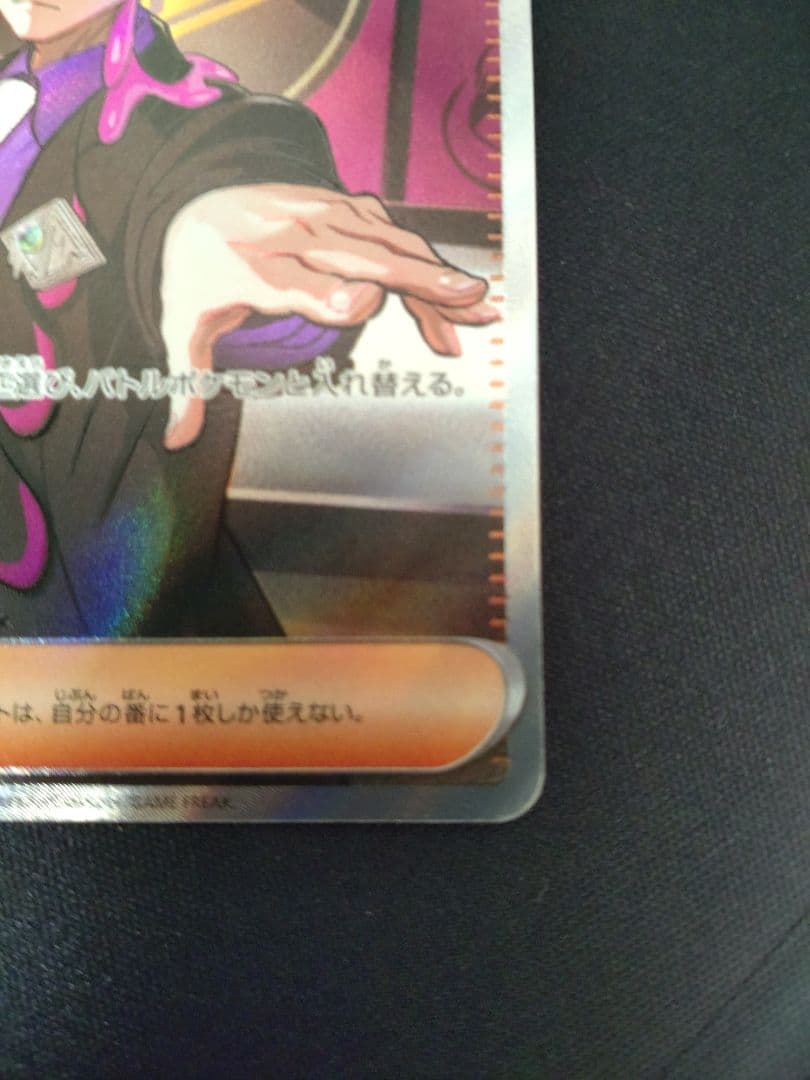 選び、バトルポケモンと入れ替える。
トは、自分の番に1枚しか使えない。
GAME FREAK